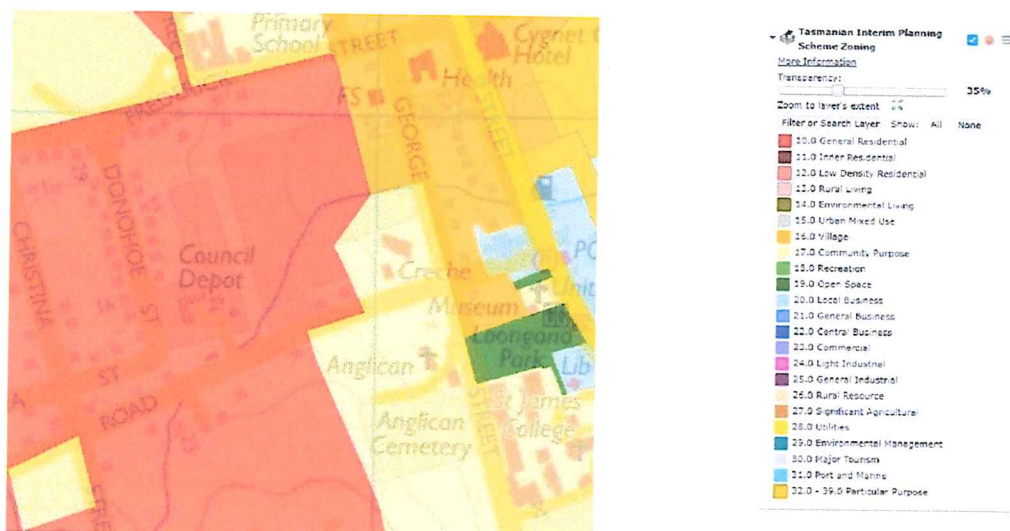 Primary
School
STREET
Cygnet
Hotel
Health
FS
FREDERICK
GEORGE
STREET
DONOHOE
ST
CHRISTINA
Council
Depot
Creche
PO
Museum
Unit
Loongana
Park
Lib
Anglican
ST
ROAD
A
St James
College
Anglican
Cemetery
STREET
STREE
Tasmanian Interim Planning
Scheme Zoning
More Information
Transparency:
35%
Zoom to layer's extent
Filter or Search Layer Show: All None
10.0 General Residential
11.0 Inner Residential
12.0 Low Density Residential
13.0 Rural Living
14.0 Environmental Living
15.0 Urban Mixed Use
16.0 Village
17.0 Community Purpose
18.0 Recreation
19.0 Open Space
20.0 Local Business
21.0 General Business
22.0 Central Business
23.0 Commercial
24.0 Light Industrial
25.0 General Industrial
26.0 Rural Resource
27.0 Significant Agricultural
28.0 Utilities
29.0 Environmental Management
30.0 Major Tourism
31.0 Port and Marine
32.0 - 39.0 Particular Purpose